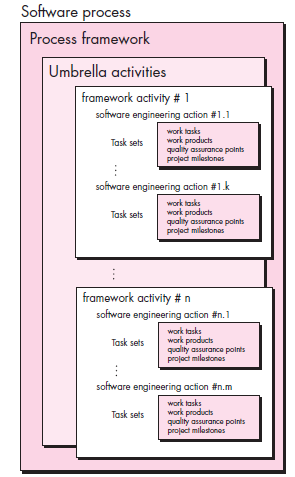 Software process
Process framework
Umbrella activities
framework activity # 1
software engineering action #1.1
Task sets
work tasks
work products
quality assurance points
project milestones
software engineering action #1.k
Task sets
work tasks
work products
quality assurance points
project milestones
framework activity # n
software engineering action #n.1
Task sets
work tasks
work products
quality assurance points
project milestones
software engineering action #n.m
Task sets
work tasks
work products
quality assurance points
project milestones